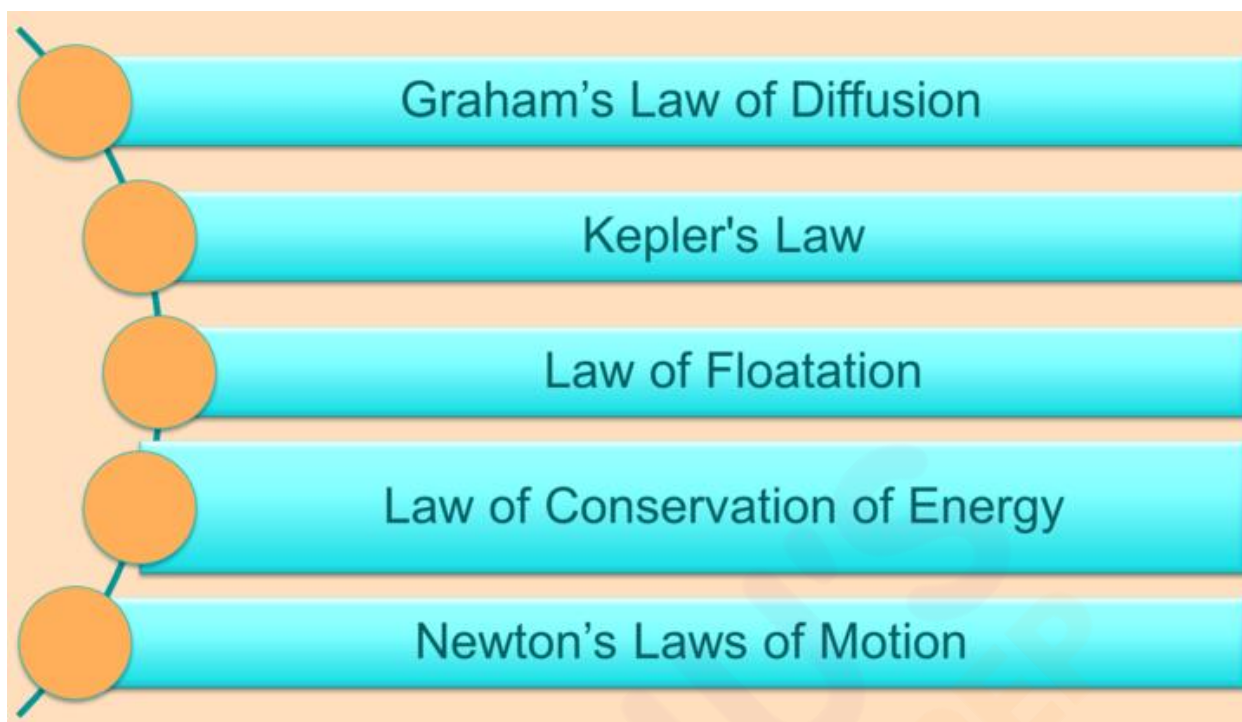 Graham’s Law of Diffusion
Kepler's Law
Law of Floatation
Law of Conservation of Energy
Newton’s Laws of Motion